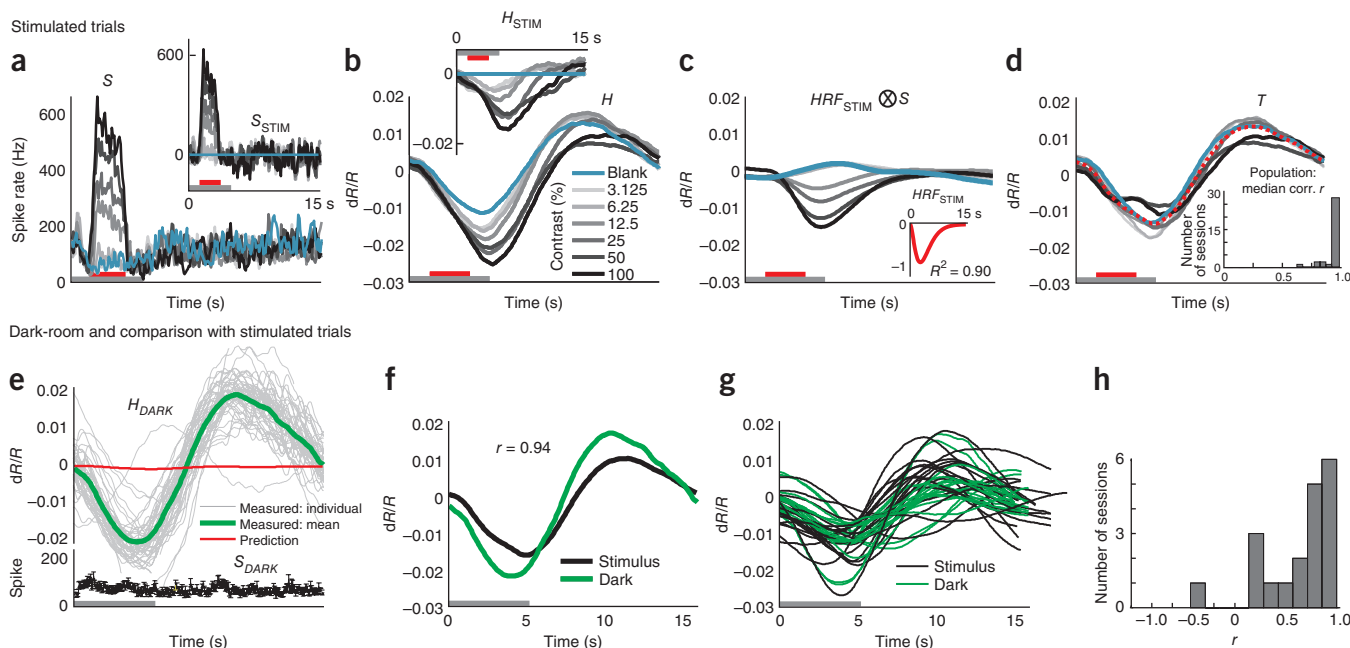 Stimulated trials
a
S
600
400
200
0
Spike rate (Hz)
Time (s)
600
0
S_STIM
0
15 s
b
H_STIM
0
15 s
0
–0.02
H
0.02
0.01
0
–0.01
–0.02
–0.03
dR/R
Time (s)
Contrast (%)
Blank
3.125
6.25
12.5
25
50
100
c
HRF_STIM ⊗ S
0.02
0.01
0
–0.01
–0.02
–0.03
dR/R
Time (s)
HRF_STIM
0
15 s
–1
R² = 0.90
d
T
0.02
0.01
0
–0.01
–0.02
–0.03
dR/R
Time (s)
Population:
median corr. r
Number
of sessions
30
15
0
0
0.5
1.0
Dark-room and comparison with stimulated trials
e
H_DARK
0.02
0.01
0
–0.01
–0.02
dR/R
Measured: individual
Measured: mean
Prediction
200
0
Spike
S_DARK
Time (s)
f
r = 0.94
0.02
0.01
0
–0.01
–0.02
–0.03
dR/R
Stimulus
Dark
0
5
10
15
Time (s)
g
0.02
0.01
0
–0.01
–0.02
–0.03
dR/R
Stimulus
Dark
0
5
10
15
Time (s)
h
Number of sessions
6
3
0
–1.0
–0.5
0
0.5
1.0
r